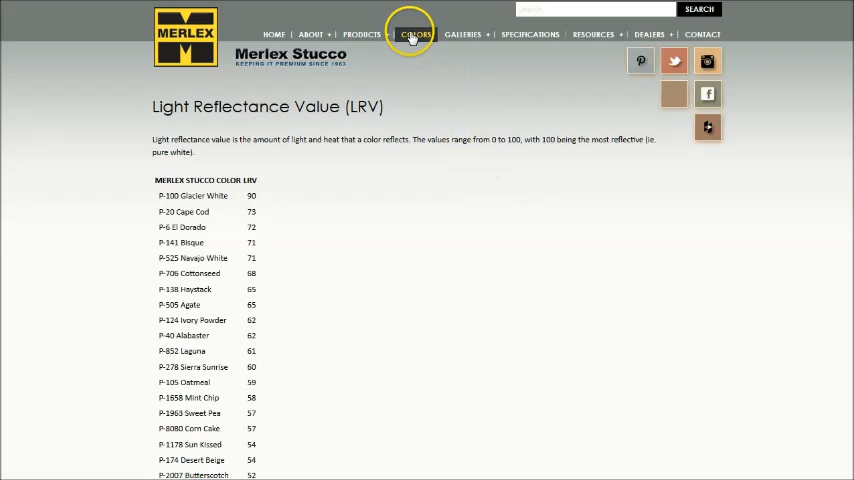 Search
SEARCH
MERLEX
HOME ABOUT + PRODUCTS + COLORS GALLERIES + SPECIFICATIONS RESOURCES + DEALERS + CONTACT
Merlex Stucco
KEEPING IT PREMIUM SINCE 1963
Light Reflectance Value (LRV)
Light reflectance value is the amount of light and heat that a color reflects. The values range from 0 to 100, with 100 being the most reflective (ie.
pure white).
MERLEX STUCCO COLOR LRV
P-100 Glacier White 90
P-20 Cape Cod 73
P-6 El Dorado 72
P-141 Bisque 71
P-525 Navajo White 71
P-706 Cottonseed 68
P-138 Haystack 65
P-505 Agate 65
P-124 Ivory Powder 62
P-40 Alabaster 62
P-852 Laguna 61
P-278 Sierra Sunrise 60
P-105 Oatmeal 59
P-1658 Mint Chip 58
P-1963 Sweet Pea 57
P-8080 Corn Cake 57
P-1178 Sun Kissed 54
P-174 Desert Beige 54
P-2007 Butterscotch 52